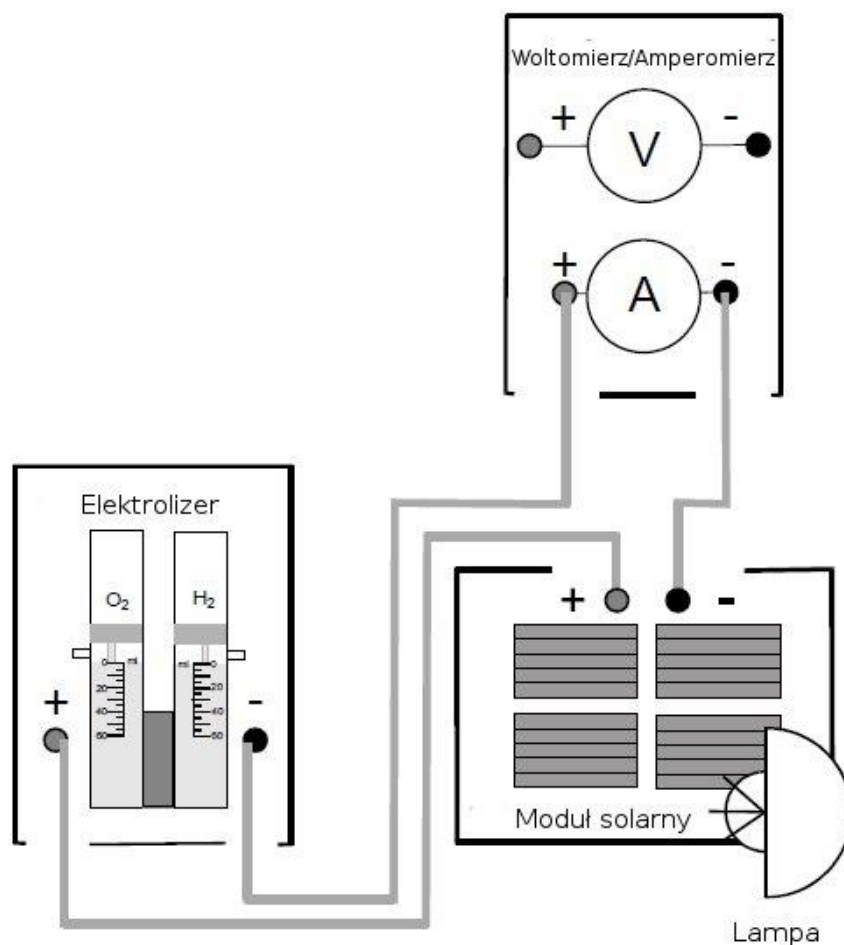 Woltomierz/Amperomierz
+ -
V
+ -
A
Elektrolizer
O₂ H₂
0 ml ml 0
20 20
40 40
60 60
+ -
+ -
Moduł solarny
Lampa